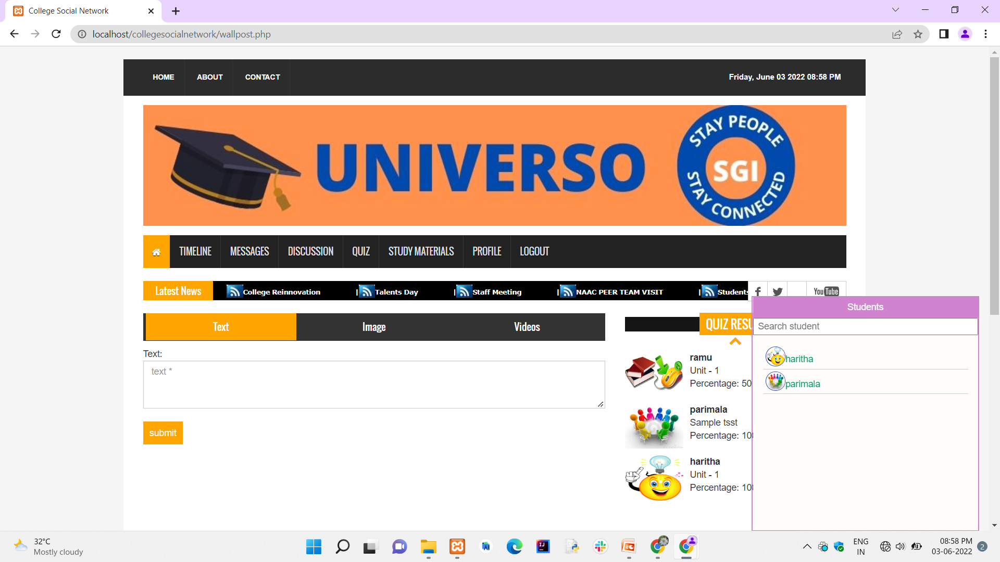 College Social Network
localhost/collegesocialnetwork/wallpost.php
HOME ABOUT CONTACT
Friday, June 03 2022 08:58 PM
UNIVERSO
STAY PEOPLE
SGI
STAY CONNECTED
TIMELINE MESSAGES DISCUSSION QUIZ STUDY MATERIALS PROFILE LOGOUT
Latest News
College Reinnovation | Talents Day | Staff Meeting | NAAC PEER TEAM VISIT | Students
YouTube
Students
Search student
haritha
parimala
Text Image Videos
Text:
text *
submit
QUIZ RESU
ramu
Unit - 1
Percentage: 50
parimala
Sample tsst
Percentage: 10
haritha
Unit - 1
Percentage: 10
32°C
Mostly cloudy
IJ
EC
ENG
IN
08:58 PM
03-06-2022
2